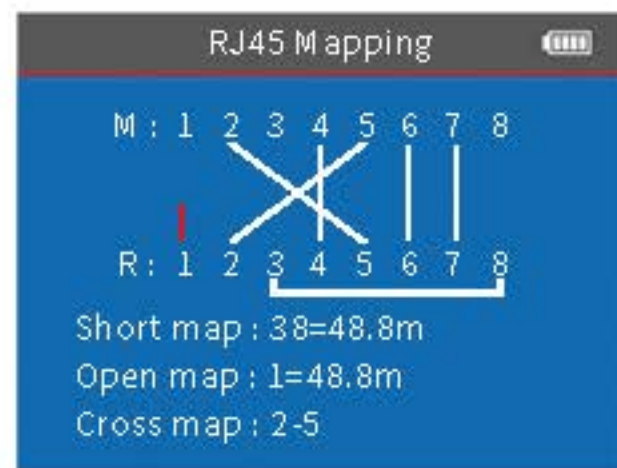 RJ45 Mapping
M : 1 2 3 4 5 6 7 8
R : 1 2 3 4 5 6 7 8
Short map : 38=48.8m
Open map : 1=48.8m
Cross map : 2-5